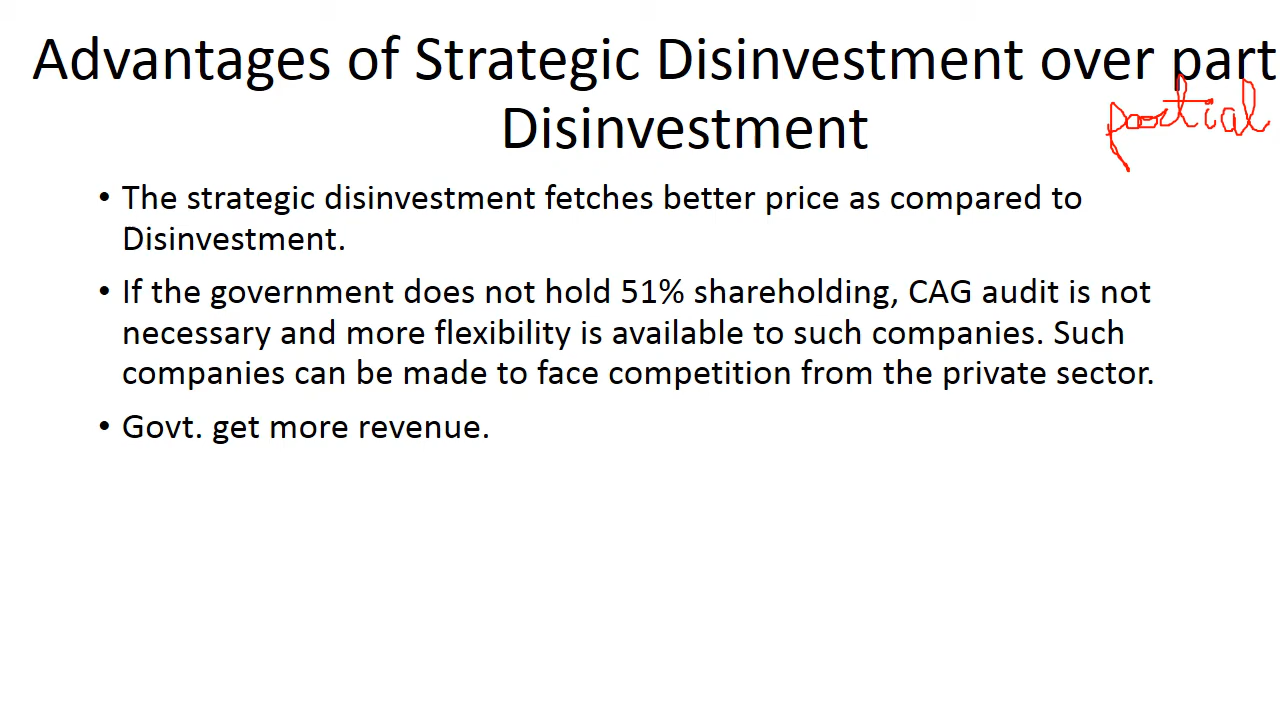 Advantages of Strategic Disinvestment over part
partial
Disinvestment
• The strategic disinvestment fetches better price as compared to
Disinvestment.
• If the government does not hold 51% shareholding, CAG audit is not
necessary and more flexibility is available to such companies. Such
companies can be made to face competition from the private sector.
• Govt. get more revenue.